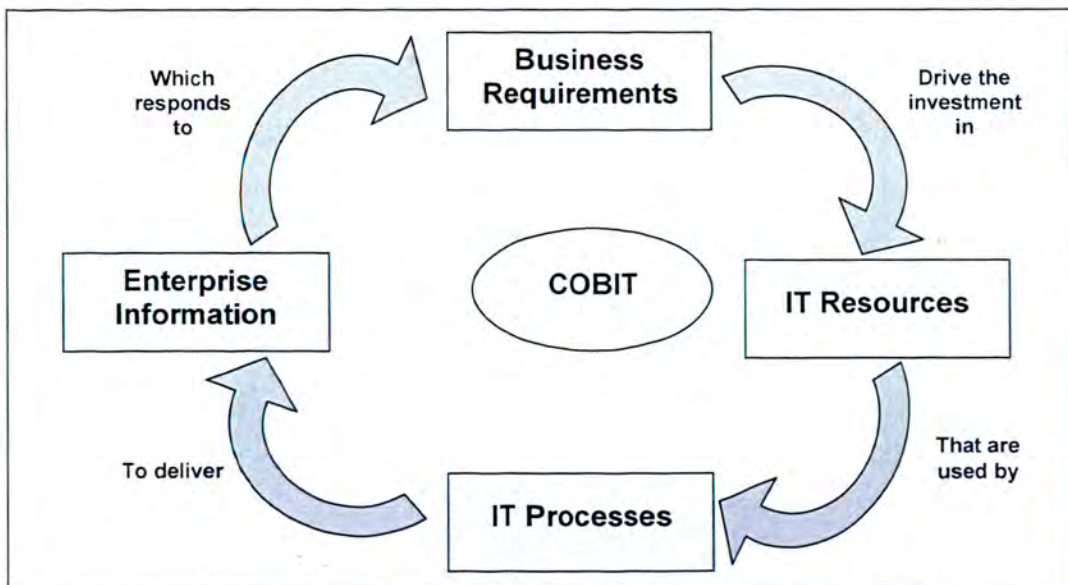 Business
Requirements
Drive the
investment
in
IT Resources
That are
used by
IT Processes
To deliver
Enterprise
Information
Which
responds
to
COBIT